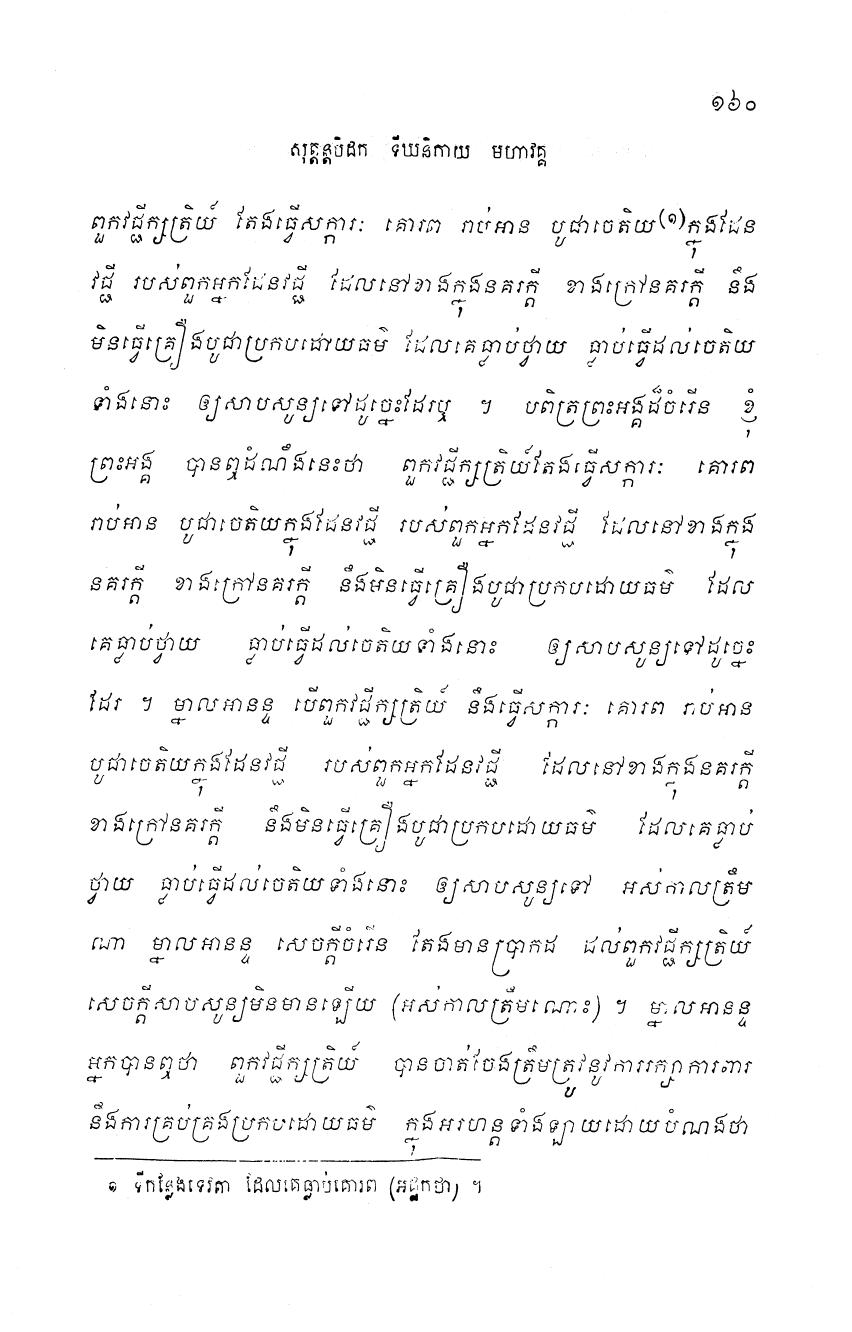 ១៦០
សុត្តន្តបិដក ទីឃនិកាយ មហាវគ្គ
ពួកវជ្ជីក្សត្រិយ៍ តែងធ្វើសក្ការៈ គោរព រាប់អាន បូជាចេតិយ(១)ក្នុងដែន
វជ្ជី របស់ពួកអ្នកដែនវជ្ជី ដែលនៅខាងក្នុងនគរក្តី ខាងក្រៅនគរក្តី នឹង
មិនធ្វើគ្រឿងបូជាប្រកបដោយធម៌ ដែលគេធ្លាប់ថ្វាយ ធ្លាប់ធ្វើដល់ចេតិយ
ទាំងនោះ ឲ្យសាបសូន្យទៅដូច្នេះដែរឬ ។ បពិត្រព្រះអង្គដ៏ចំរើន ខ្ញុំ
ព្រះអង្គ បានឮដំណឹងនេះថា ពួកវជ្ជីក្សត្រិយ៍តែងធ្វើសក្ការៈ គោរព
រាប់អាន បូជាចេតិយក្នុងដែនវជ្ជី របស់ពួកអ្នកដែនវជ្ជី ដែលនៅខាងក្នុង
នគរក្តី ខាងក្រៅនគរក្តី នឹងមិនធ្វើគ្រឿងបូជាប្រកបដោយធម៌ ដែល
គេធ្លាប់ថ្វាយ ធ្លាប់ធ្វើដល់ចេតិយទាំងនោះ ឲ្យសាបសូន្យទៅដូច្នេះ
ដែរ ។ ម្នាលអានន្ទ បើពួកវជ្ជីក្សត្រិយ៍ នឹងធ្វើសក្ការៈ គោរព រាប់អាន
បូជាចេតិយក្នុងដែនវជ្ជី របស់ពួកអ្នកដែនវជ្ជី ដែលនៅខាងក្នុងនគរក្តី
ខាងក្រៅនគរក្តី នឹងមិនធ្វើគ្រឿងបូជាប្រកបដោយធម៌ ដែលគេធ្លាប់
ថ្វាយ ធ្លាប់ធ្វើដល់ចេតិយទាំងនោះ ឲ្យសាបសូន្យទៅ អស់កាលត្រឹម
ណា ម្នាលអានន្ទ សេចក្តីចំរើន តែងមានប្រាកដ ដល់ពួកវជ្ជីក្សត្រិយ៍
សេចក្តីសាបសូន្យមិនមានឡើយ (អស់កាលត្រឹមណោះ) ។ ម្នាលអានន្ទ
អ្នកបានឮថា ពួកវជ្ជីក្សត្រិយ៍ បានចាត់ចែងត្រឹមត្រូវនូវការរក្សាការពារ
នឹងការគ្រប់គ្រងប្រកបដោយធម៌ ក្នុងអរហន្តទាំងឡាយដោយបំណងថា
១ ទីកន្លែងទេវតា ដែលគេធ្លាប់គោរព (អដ្ឋកថា) ។